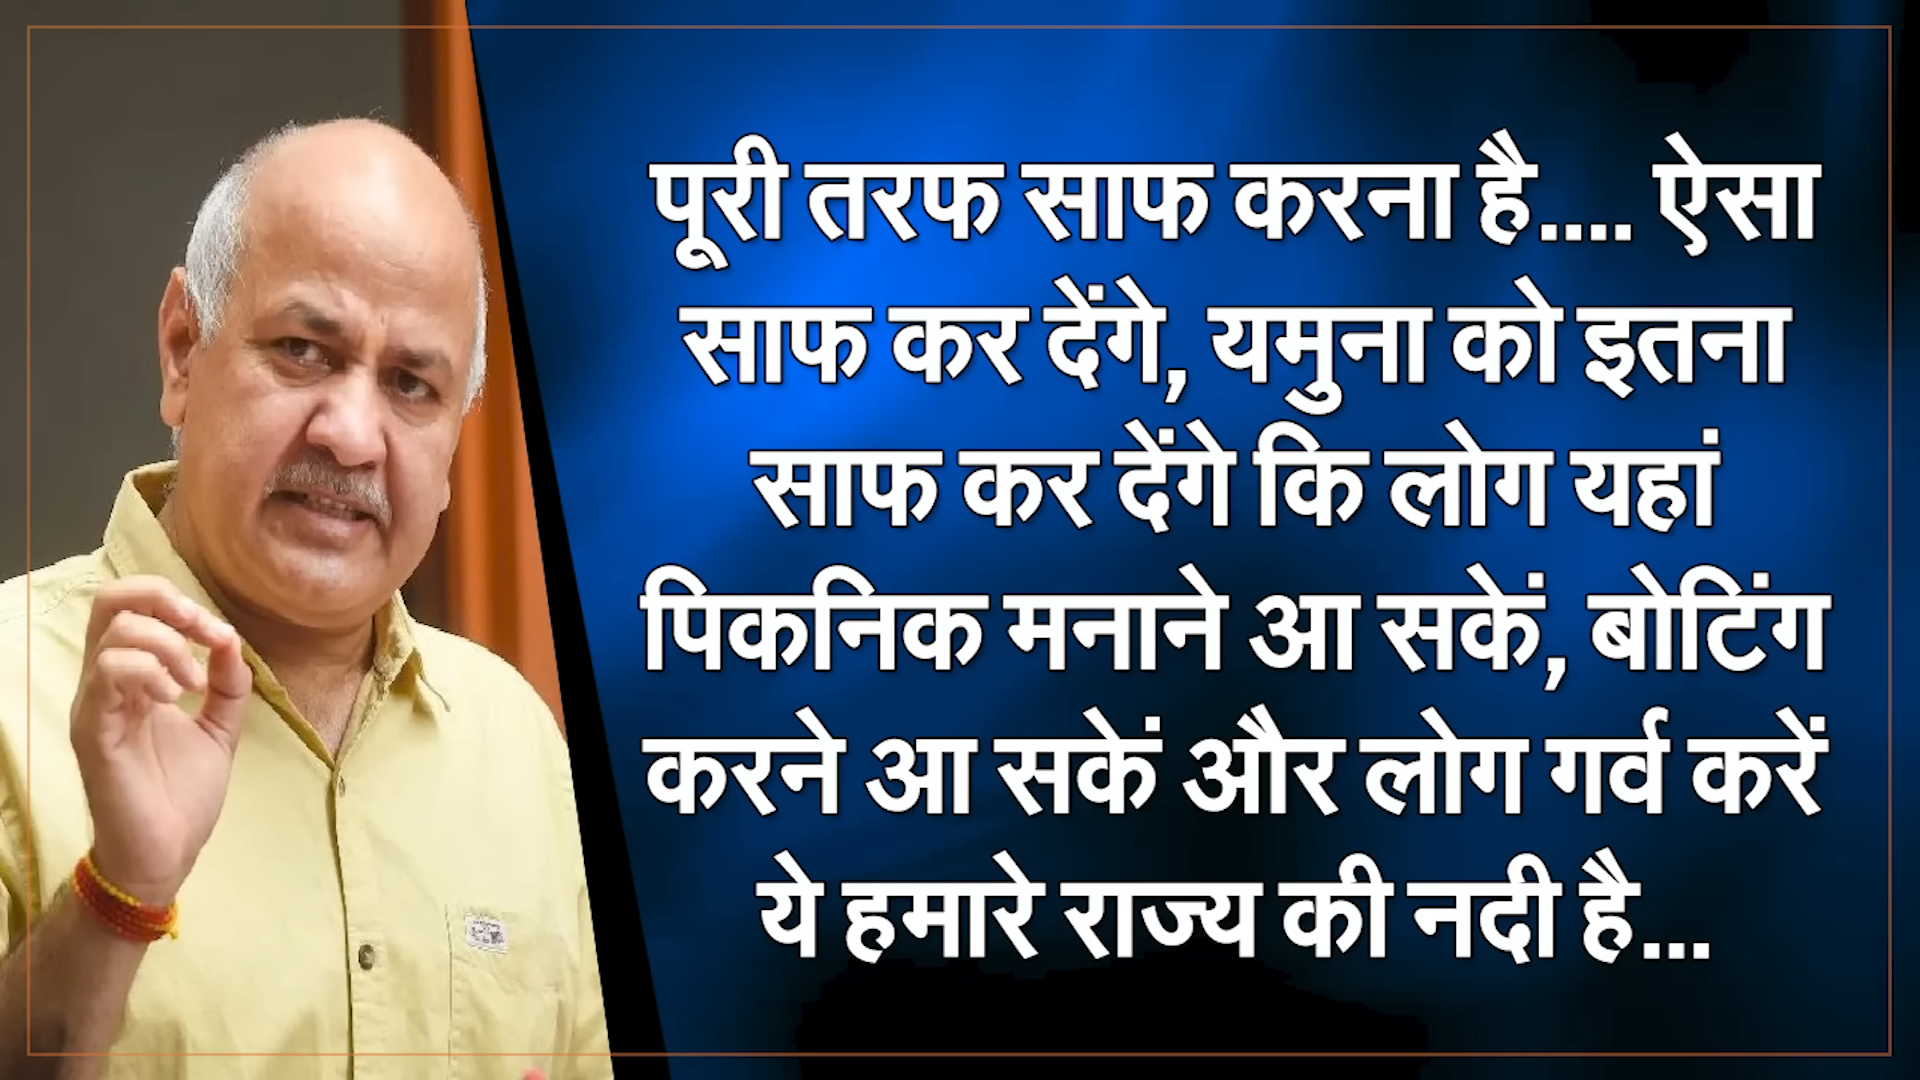 पूरी तरफ साफ करना है.... ऐसा
साफ कर देंगे, यमुना को इतना
साफ कर देंगे कि लोग यहां
पिकनिक मनाने आ सकें, बोटिंग
करने आ सकें और लोग गर्व करें
ये हमारे राज्य की नदी है...